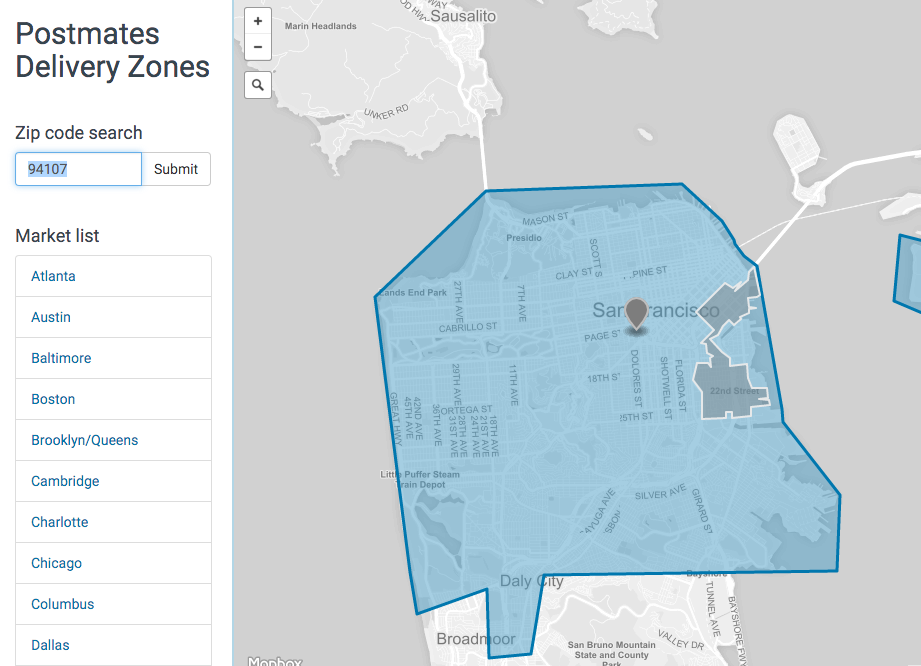 Postmates
Delivery Zones
Zip code search
94107
Submit
Market list
Atlanta
Austin
Baltimore
Boston
Brooklyn/Queens
Cambridge
Charlotte
Chicago
Columbus
Dallas
+
−
Sausalito
Marin Headlands
UNKER RD
MASON ST
Presidio
SCOTT S
CLAY ST
PINE ST
Lands End Park
27TH AVE
7TH AVE
San Francisco
CABRILLO ST
PAGE S
29TH AVE
11TH AVE
18TH S
DOLORES ST
SHOTWELL ST
FLORIDA ST
22nd Street
GREAT HWY
45TH AVE
42ND AVE
36TH AVE
ORTEGA ST
31ST AVE
28TH AVE
24TH AVE
21ST AVE
18TH AVE
25TH ST
Little Puffer Steam
Train Depot
SILVER AVE
GIRARD ST
Daly City
Bayshore
TUNNEL AVE
BAYSHORE FWY
Broadmoor
VALLEY DR
San Bruno Mountain
State and County
Park
Mapbox